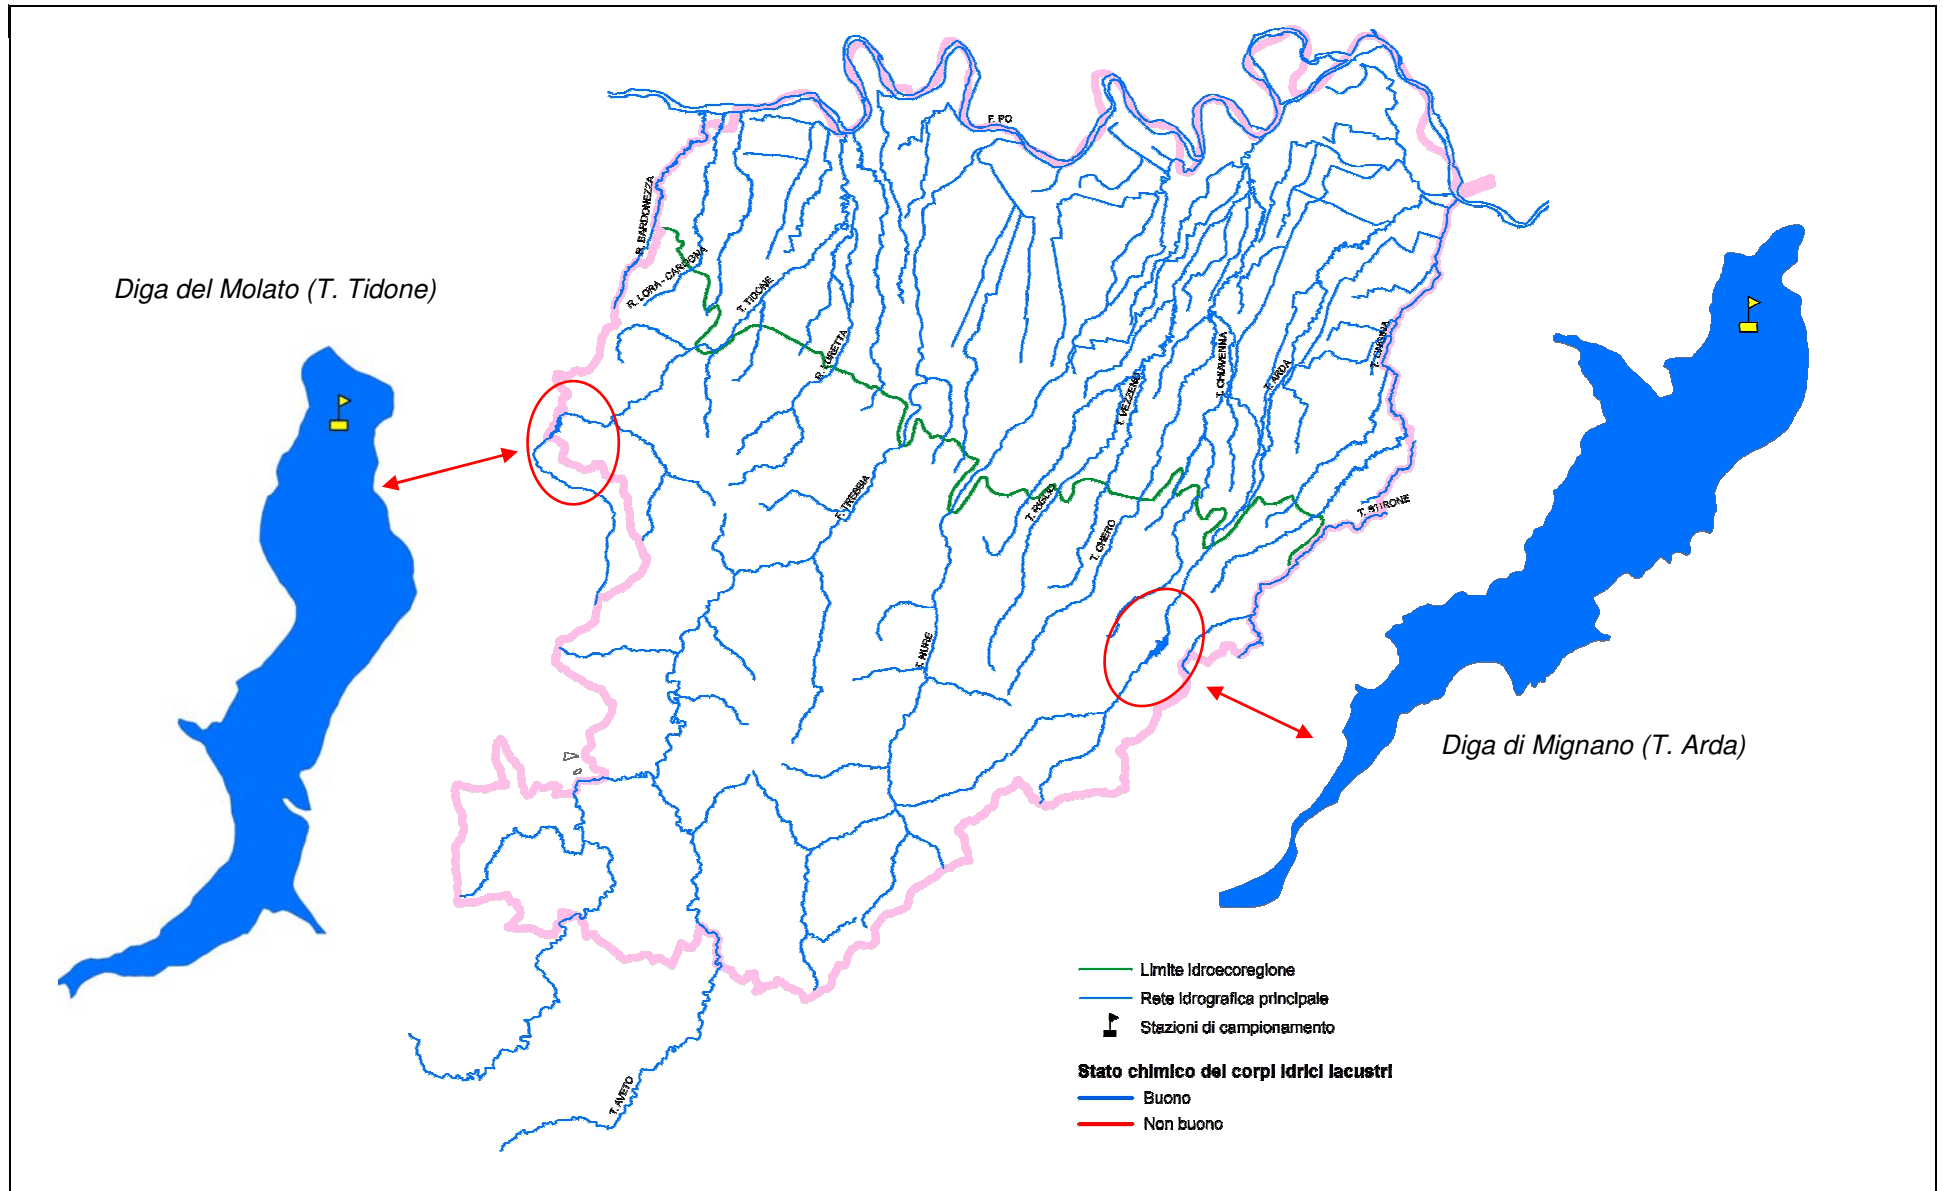 F. PO
R. BARDONEZZA
R. LORA - CAROGNA
T. TIDONE
Diga del Molato (T. Tidone)
R. LURETTA
T. VEZZENO
T. CHIAVENNA
T. ARDA
T. ONGINA
T. TREBBIA
T. RIGLIO
T. CHERO
T. STIRONE
T. NURE
Diga di Mignano (T. Arda)
T. AVETO
Limite idroecoregione
Rete idrografica principale
Stazioni di campionamento
Stato chimico dei corpi idrici lacustri
Buono
Non buono